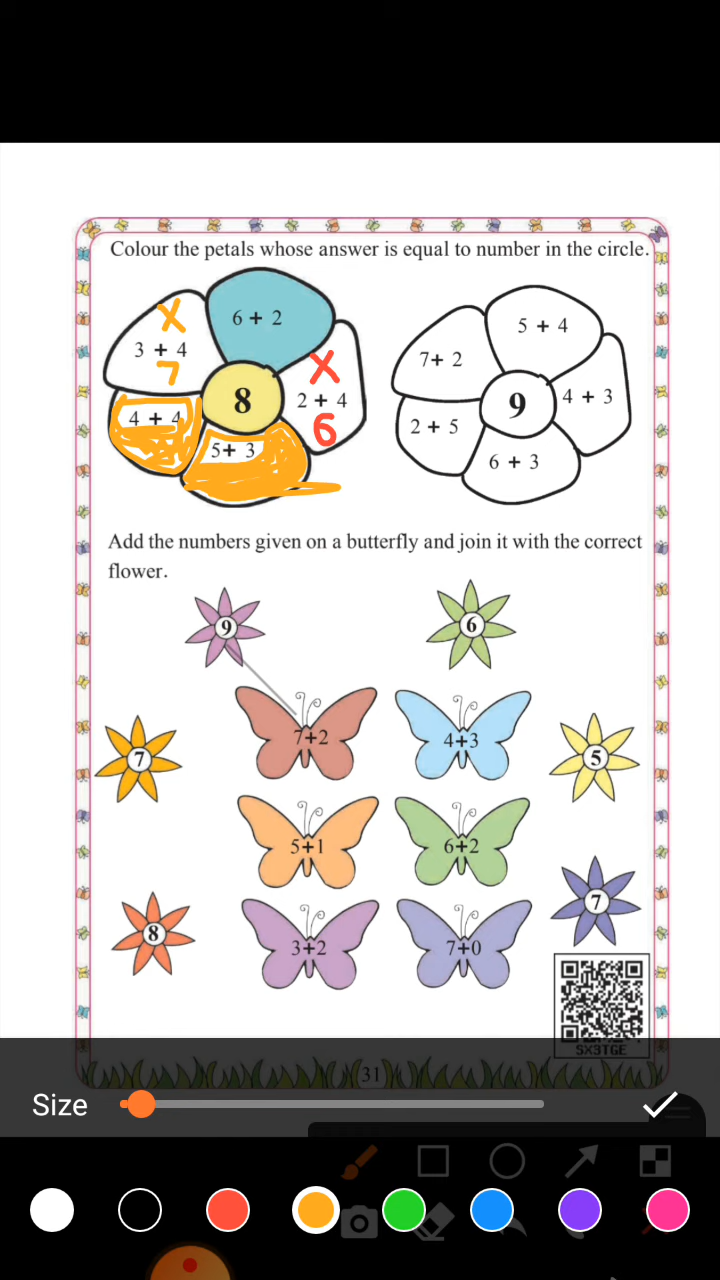 Colour the petals whose answer is equal to number in the circle.
X
3 + 4
7
6 + 2
X
2 + 4
6
8
4 + 4
5+ 3
5 + 4
7+ 2
4 + 3
9
2 + 5
6 + 3
Add the numbers given on a butterfly and join it with the correct
flower.
9
6
7+2
4+3
7
5
5+1
6+2
8
7
3+2
7+0
SX3TGE
31
Size